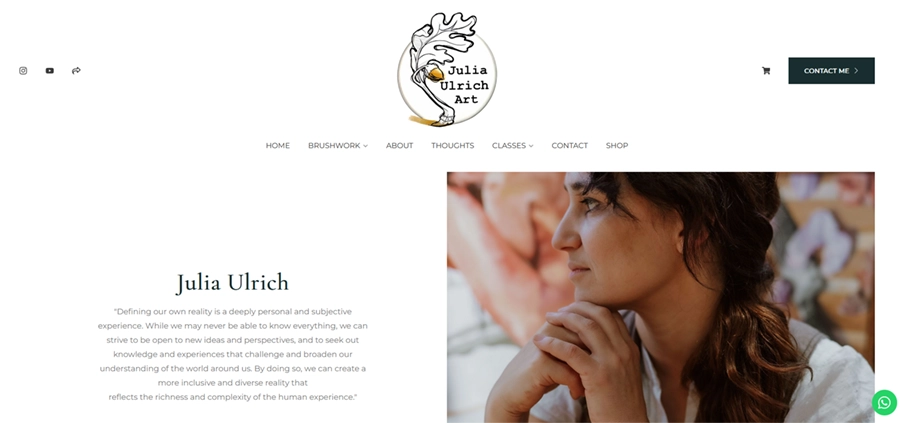 Julia
Ulrich
Art
CONTACT ME
HOME BRUSHWORK ABOUT THOUGHTS CLASSES CONTACT SHOP
Julia Ulrich
"Defining our own reality is a deeply personal and subjective
experience. While we may never be able to know everything, we can
strive to be open to new ideas and perspectives, and to seek out
knowledge and experiences that challenge and broaden our
understanding of the world around us. By doing so, we can create a
more inclusive and diverse reality that
reflects the richness and complexity of the human experience."